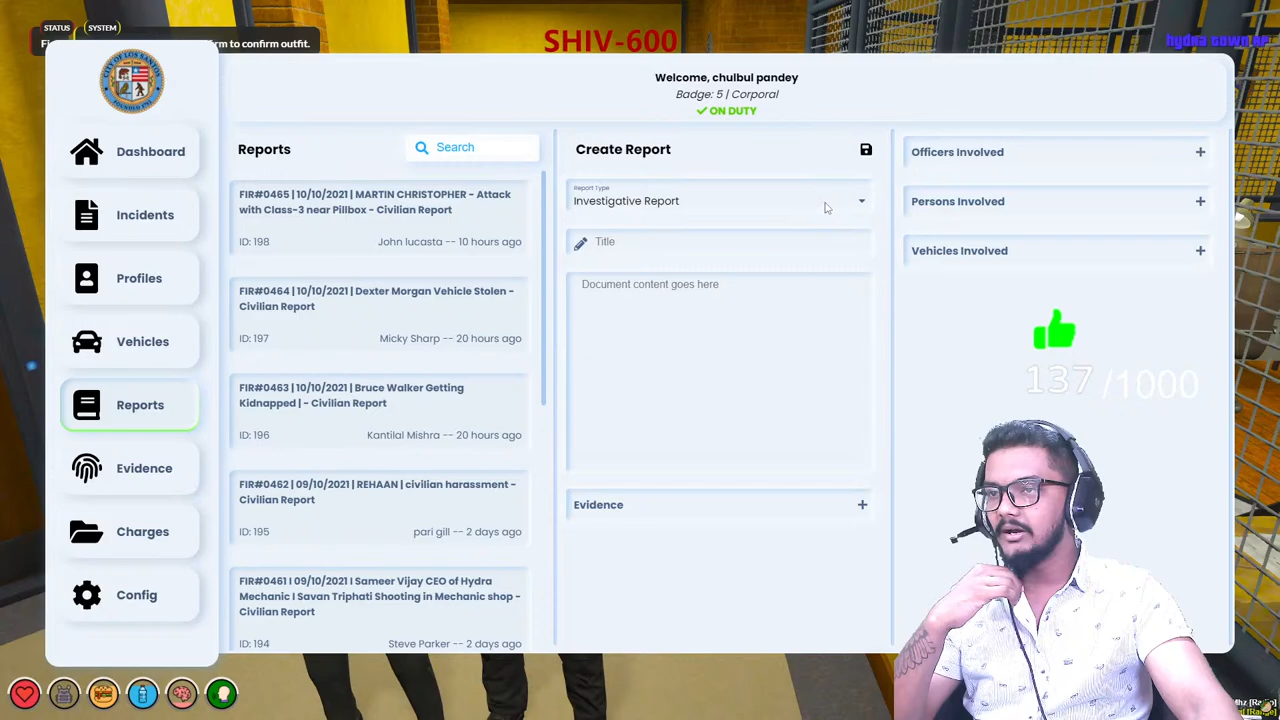 STATUS
SYSTEM
rm to confirm outfit.
SHIV-600
HYDRA TOWN RP
CITY OF LOS SANTOS
Welcome, chulbul pandey
Badge: 5 | Corporal
ON DUTY
Dashboard
Incidents
Profiles
Vehicles
Reports
Evidence
Charges
Config
Reports
Search
FIR#0465 | 10/10/2021 | MARTIN CHRISTOPHER - Attack
with Class-3 near Pillbox - Civilian Report
ID: 198
John lucasta -- 10 hours ago
FIR#0464 | 10/10/2021 | Dexter Morgan Vehicle Stolen -
Civilian Report
ID: 197
Micky Sharp -- 20 hours ago
FIR#0463 | 10/10/2021 | Bruce Walker Getting
Kidnapped | - Civilian Report
ID: 196
Kantilal Mishra -- 20 hours ago
FIR#0462 | 09/10/2021 | REHAAN | civilian harassment -
Civilian Report
ID: 195
pari gill -- 2 days ago
FIR#0461 I 09/10/2021 I Sameer Vijay CEO of Hydra
Mechanic I Savan Triphati Shooting in Mechanic shop -
Civilian Report
ID: 194
Steve Parker -- 2 days ago
Create Report
Report Type
Investigative Report
Title
Document content goes here
Evidence
Officers Involved
Persons Involved
Vehicles Involved
137 /1000